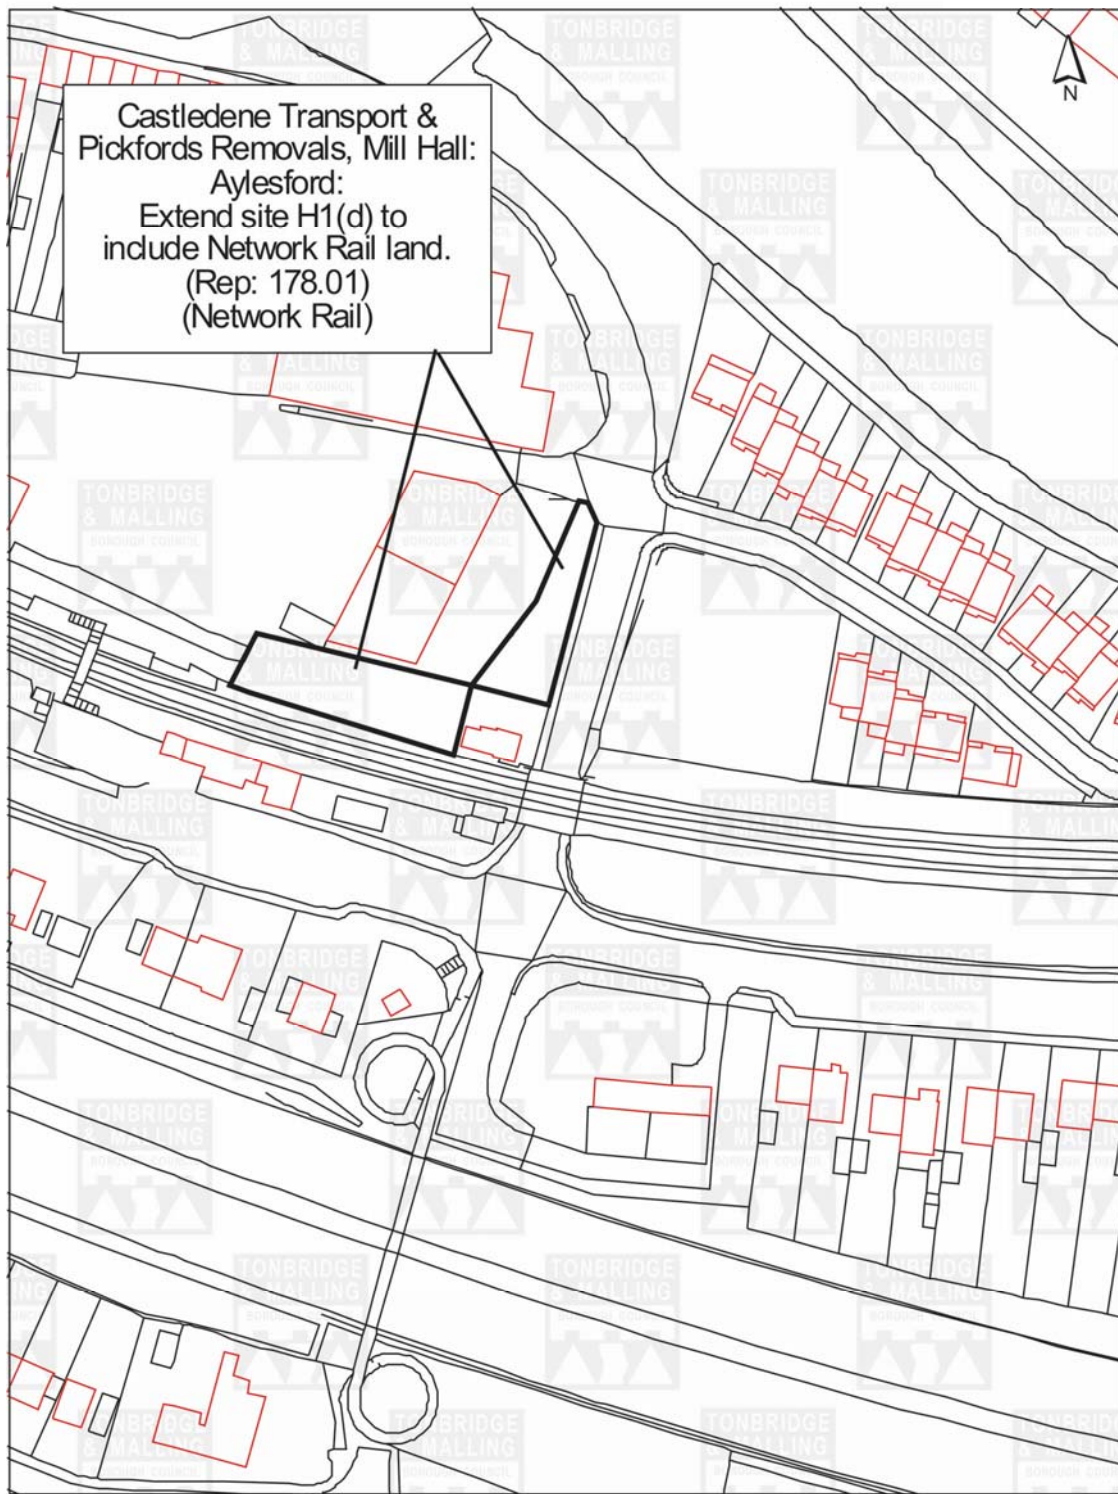 Castledene Transport &
Pickfords Removals, Mill Hall:
Aylesford:
Extend site H1(d) to
include Network Rail land.
(Rep: 178.01)
(Network Rail)
N
TONBRIDGE
& MALLING
BOROUGH COUNCIL